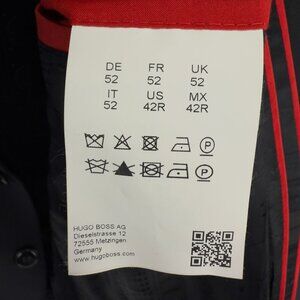 DE FR UK
52 52 52
IT US MX
52 42R 42R
HUGO BOSS AG
Dieselstrasse 12
72555 Metzingen
Germany
www.hugoboss.com